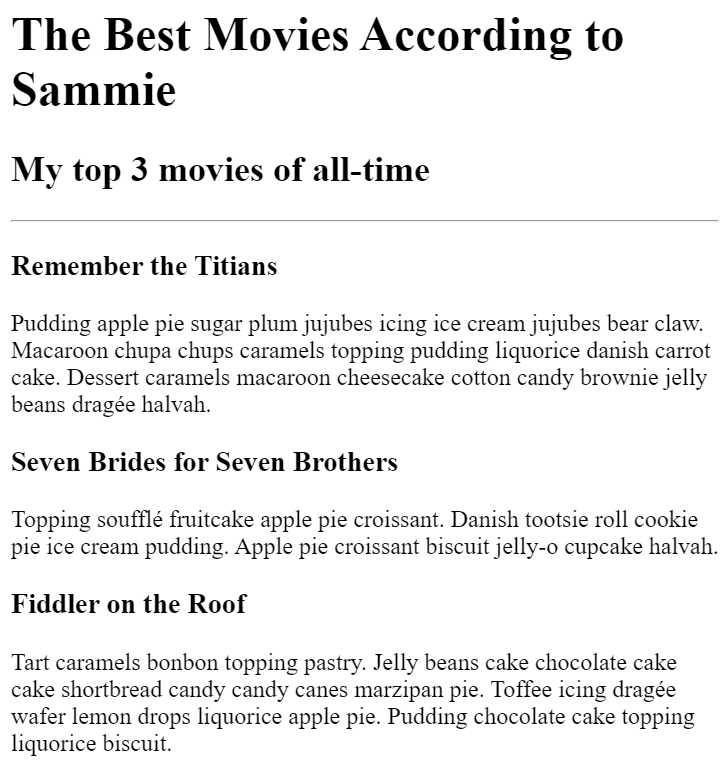 The Best Movies According to
Sammie
My top 3 movies of all-time
Remember the Titians
Pudding apple pie sugar plum jujubes icing ice cream jujubes bear claw.
Macaroon chupa chups caramels topping pudding liquorice danish carrot
cake. Dessert caramels macaroon cheesecake cotton candy brownie jelly
beans dragée halvah.
Seven Brides for Seven Brothers
Topping soufflé fruitcake apple pie croissant. Danish tootsie roll cookie
pie ice cream pudding. Apple pie croissant biscuit jelly-o cupcake halvah.
Fiddler on the Roof
Tart caramels bonbon topping pastry. Jelly beans cake chocolate cake
cake shortbread candy candy canes marzipan pie. Toffee icing dragée
wafer lemon drops liquorice apple pie. Pudding chocolate cake topping
liquorice biscuit.